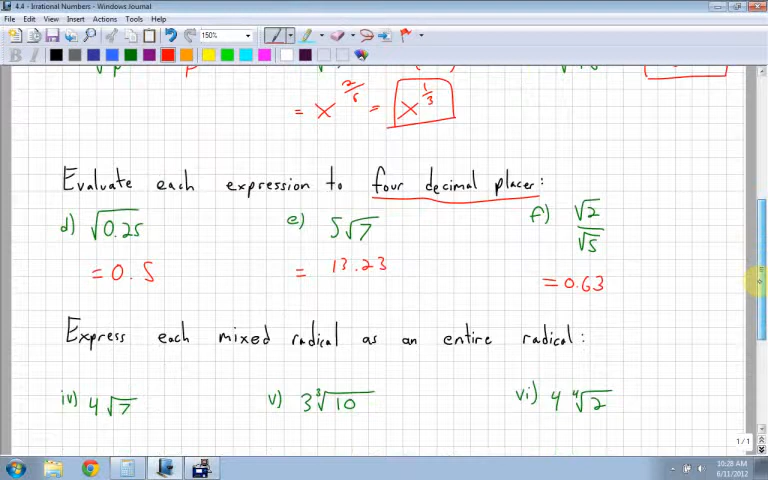 4.4 - Irrational Numbers - Windows Journal
File Edit View Insert Actions Tools Help
150%
B I
= x^(2/6) = x^(1/3)
Evaluate each expression to four decimal places:
d) √0.25 e) 5√7 f) √2/√5
= 0.5 = 13.23 = 0.63
Express each mixed radical as an entire radical:
iv) 4√7 v) 3∛10 vi) 4∜2
1/1
10:28 AM
6/11/2012